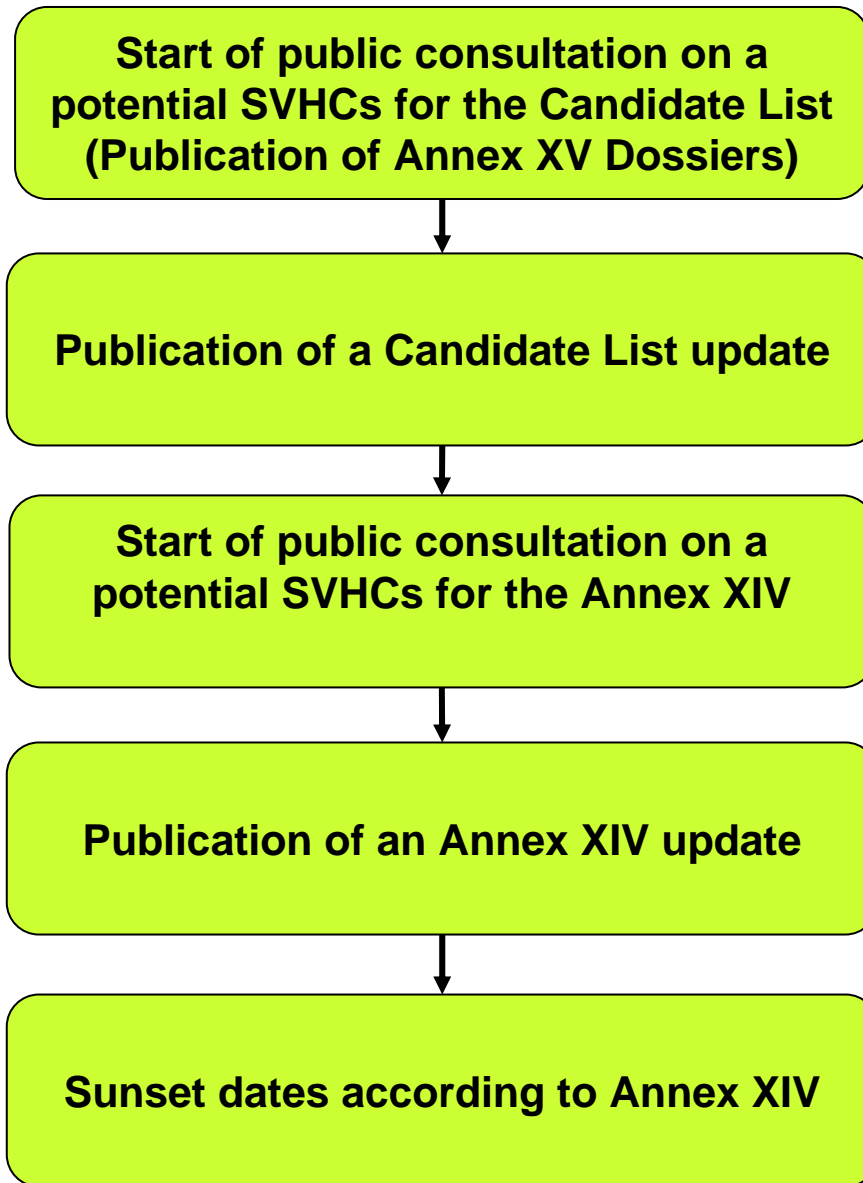 Start of public consultation on a
potential SVHCs for the Candidate List
(Publication of Annex XV Dossiers)
Publication of a Candidate List update
Start of public consultation on a
potential SVHCs for the Annex XIV
Publication of an Annex XIV update
Sunset dates according to Annex XIV